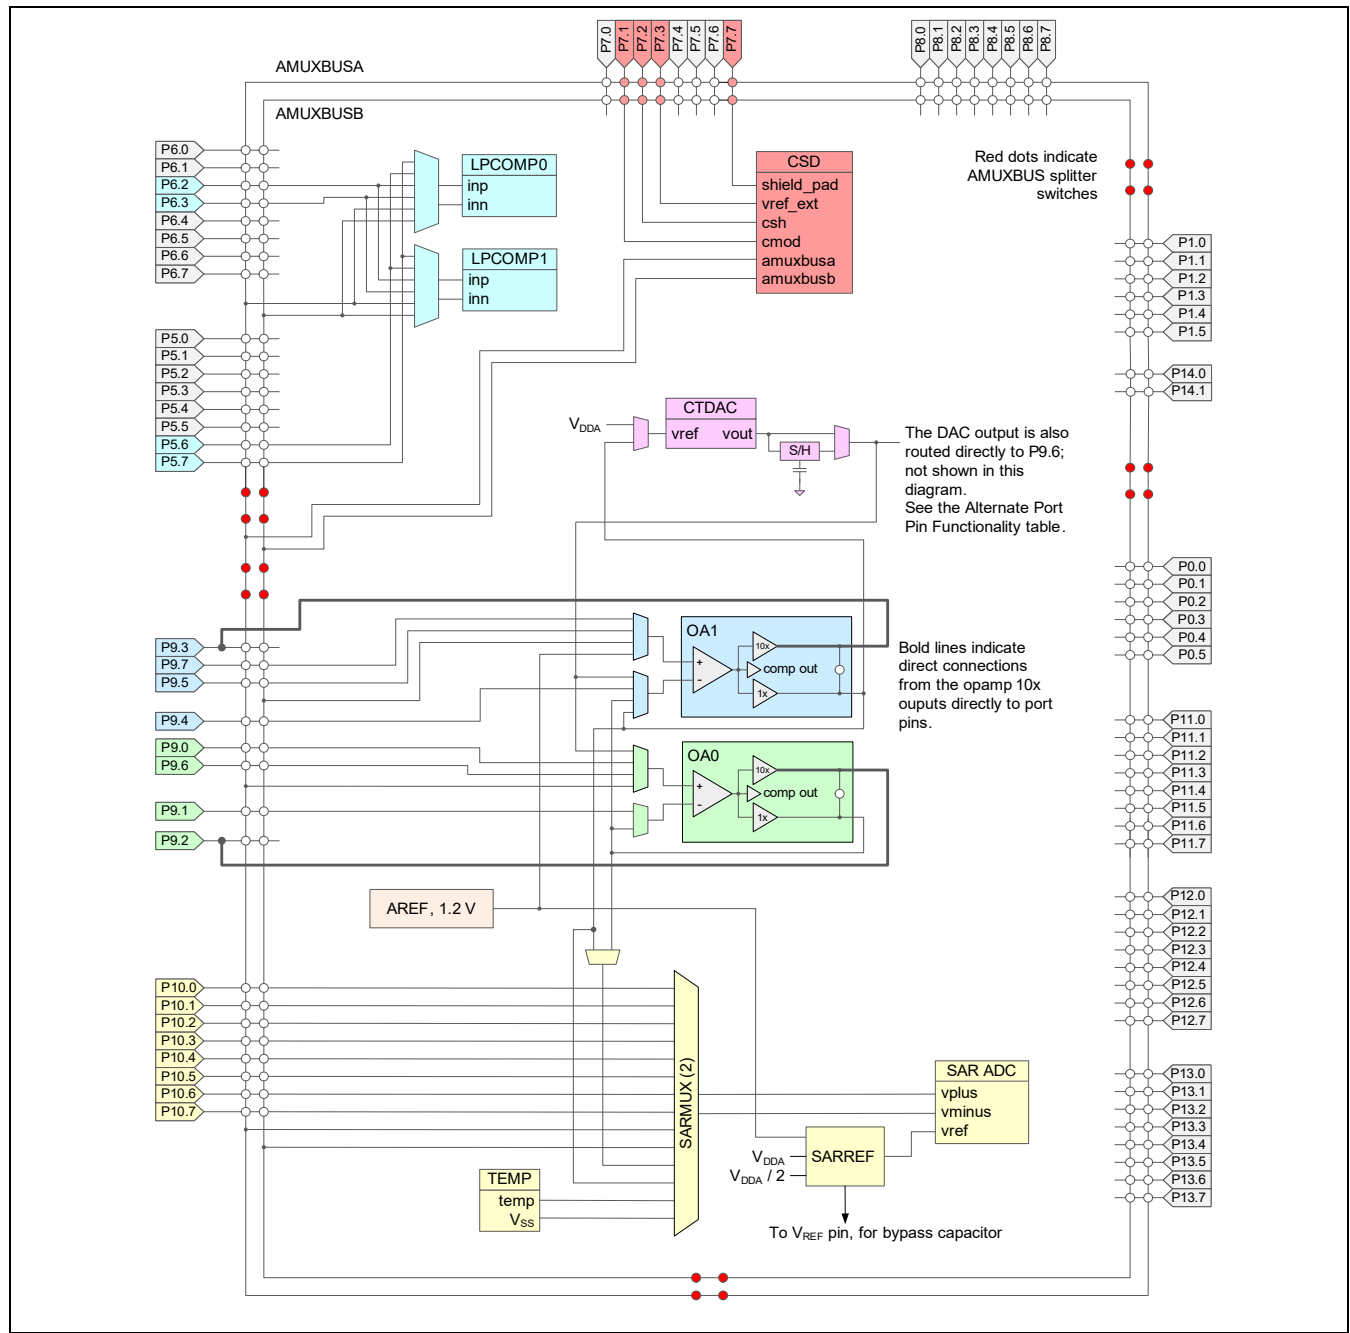 P7.0
P7.1
P7.2
P7.3
P7.4
P7.5
P7.6
P7.7
P8.0
P8.1
P8.2
P8.3
P8.4
P8.5
P8.6
P8.7
AMUXBUSA
AMUXBUSB
P6.0
P6.1
P6.2
P6.3
P6.4
P6.5
P6.6
P6.7
LPCOMP0
inp
inn
LPCOMP1
inp
inn
CSD
shield_pad
vref_ext
csh
cmod
amuxbusa
amuxbusb
Red dots indicate
AMUXBUS splitter
switches
P1.0
P1.1
P1.2
P1.3
P1.4
P1.5
P14.0
P14.1
P5.0
P5.1
P5.2
P5.3
P5.4
P5.5
P5.6
P5.7
VDDA
CTDAC
vref vout
S/H
The DAC output is also
routed directly to P9.6;
not shown in this
diagram.
See the Alternate Port
Pin Functionality table.
P0.0
P0.1
P0.2
P0.3
P0.4
P0.5
P9.3
P9.7
P9.5
P9.4
P9.0
P9.6
P9.1
P9.2
OA1
+
-
10x
comp out
1x
Bold lines indicate
direct connections
from the opamp 10x
ouputs directly to port
pins.
OA0
+
-
10x
comp out
1x
P11.0
P11.1
P11.2
P11.3
P11.4
P11.5
P11.6
P11.7
AREF, 1.2 V
P12.0
P12.1
P12.2
P12.3
P12.4
P12.5
P12.6
P12.7
P10.0
P10.1
P10.2
P10.3
P10.4
P10.5
P10.6
P10.7
SARMUX (2)
SAR ADC
vplus
vminus
vref
VDDA
VDDA / 2
SARREF
TEMP
temp
VSS
To VREF pin, for bypass capacitor
P13.0
P13.1
P13.2
P13.3
P13.4
P13.5
P13.6
P13.7